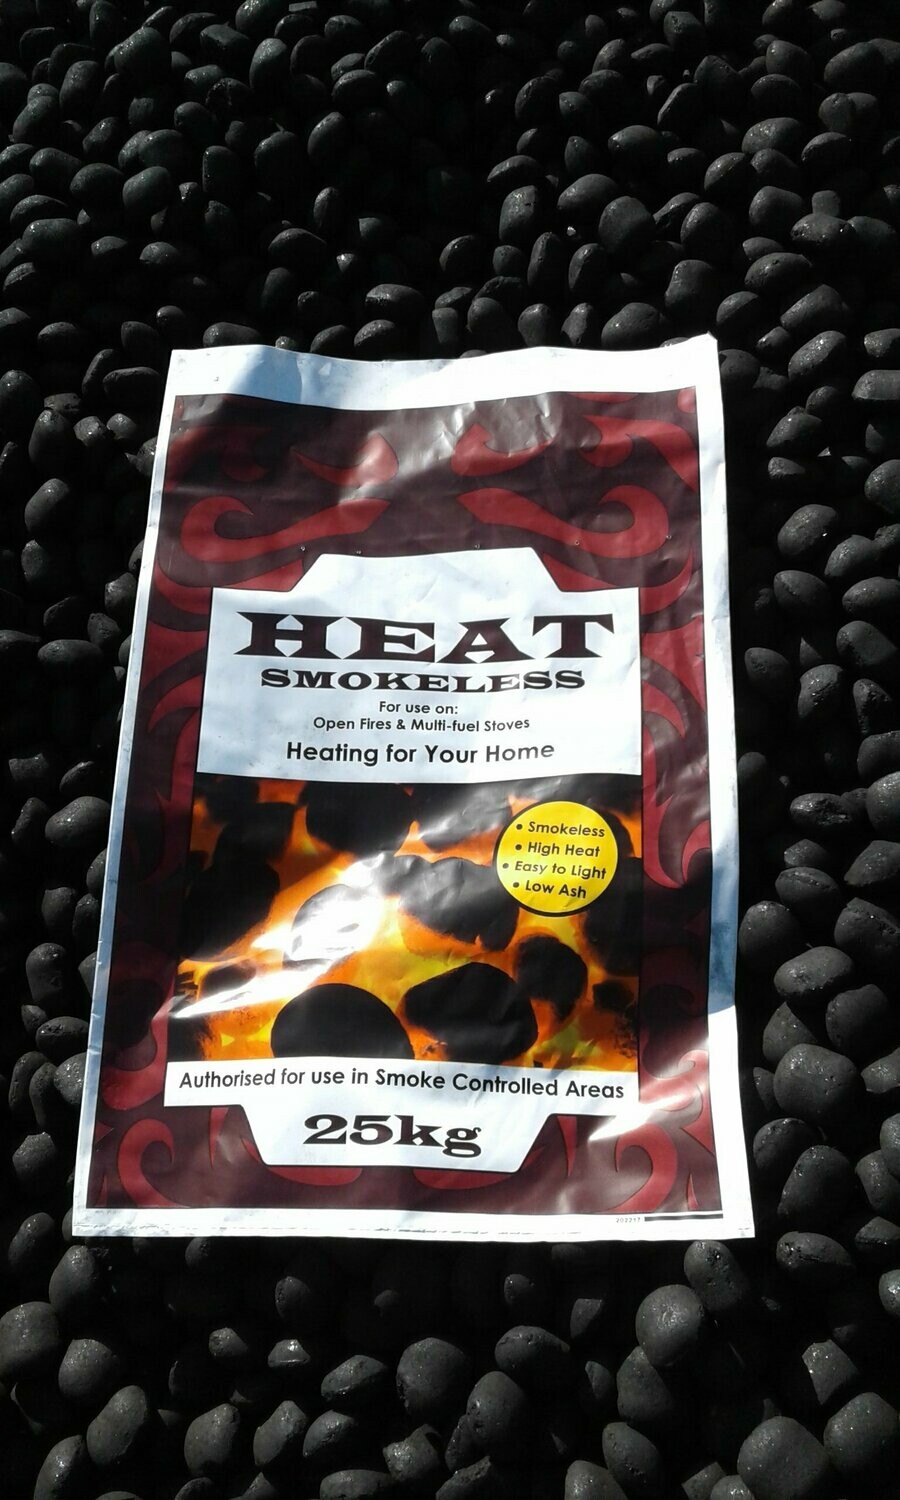 HEAT
SMOKELESS
For use on:
Open Fires & Multi-fuel Stoves
Heating for Your Home
• Smokeless
• High Heat
• Easy to Light
• Low Ash
Authorised for use in Smoke Controlled Areas
25kg